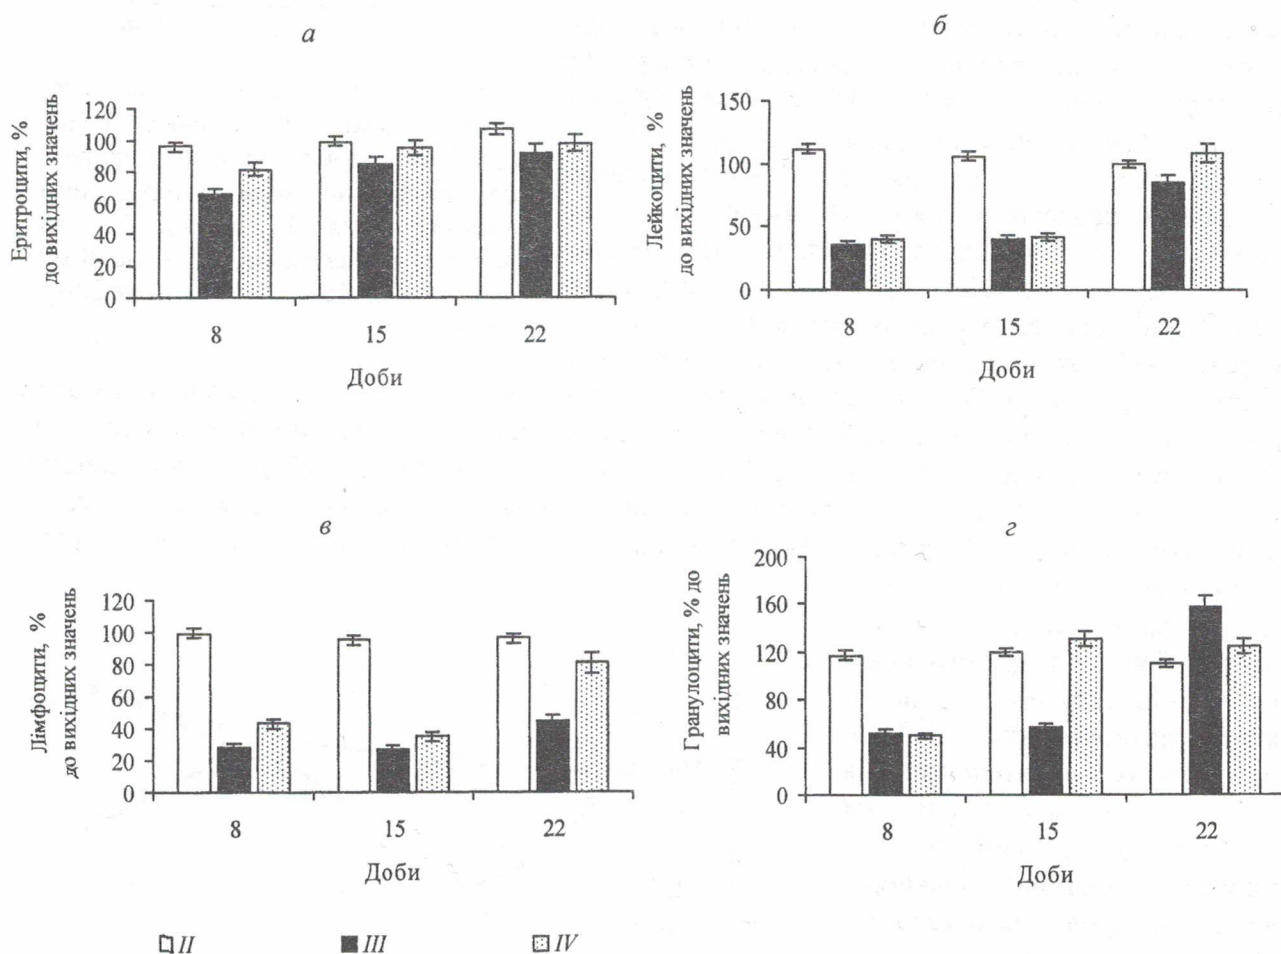 а
Еритроцити, %
до вихідних значень
120
100
80
60
40
20
0
8 15 22
Доби
б
Лейкоцити, %
до вихідних значень
150
100
50
0
8 15 22
Доби
в
Лімфоцити, %
до вихідних значень
120
100
80
60
40
20
0
8 15 22
Доби
г
Гранулоцити, % до
вихідних значень
200
160
120
80
40
0
8 15 22
Доби
II III IV